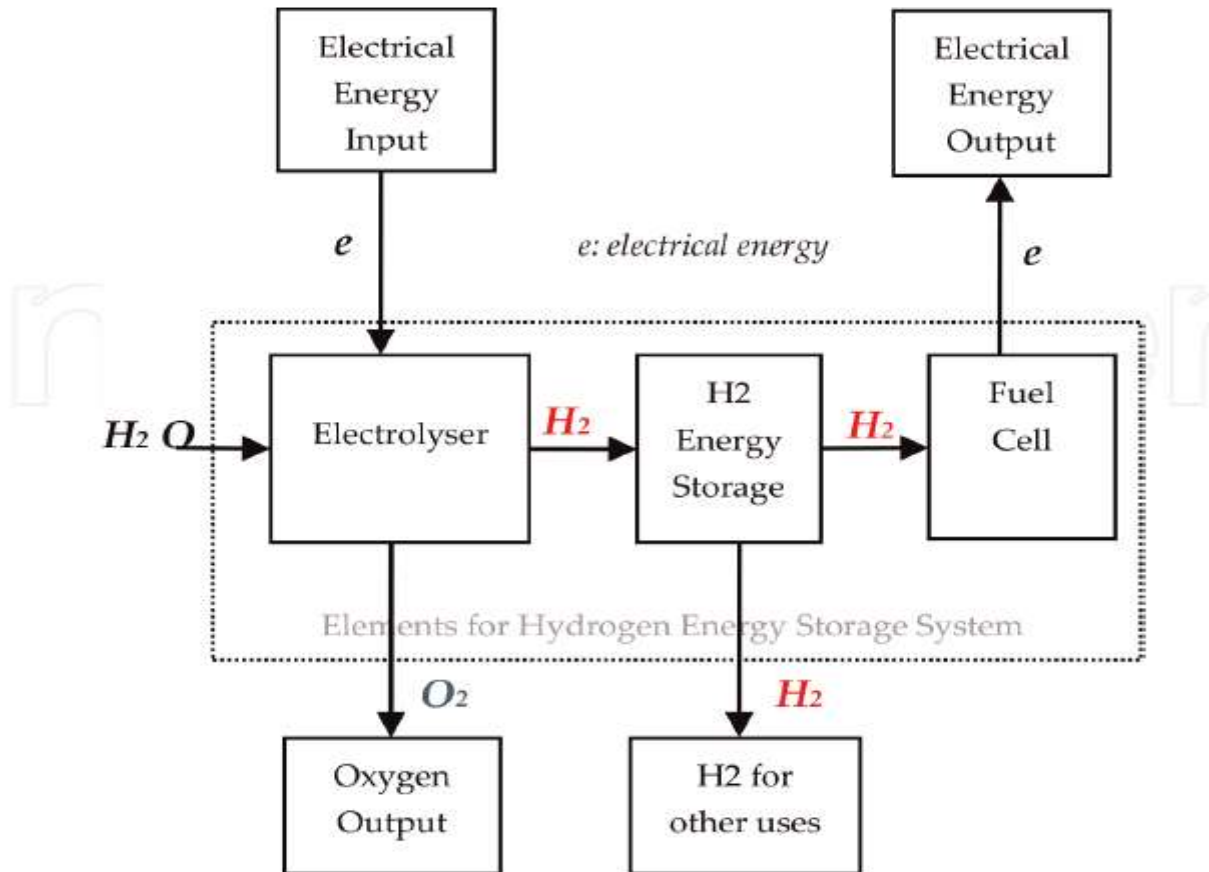 Electrical
Energy
Input
Electrical
Energy
Output
e
e: electrical energy
e
H2 O
Electrolyser
H2
H2
Energy
Storage
H2
Fuel
Cell
Elements for Hydrogen Energy Storage System
O2
H2
Oxygen
Output
H2 for
other uses